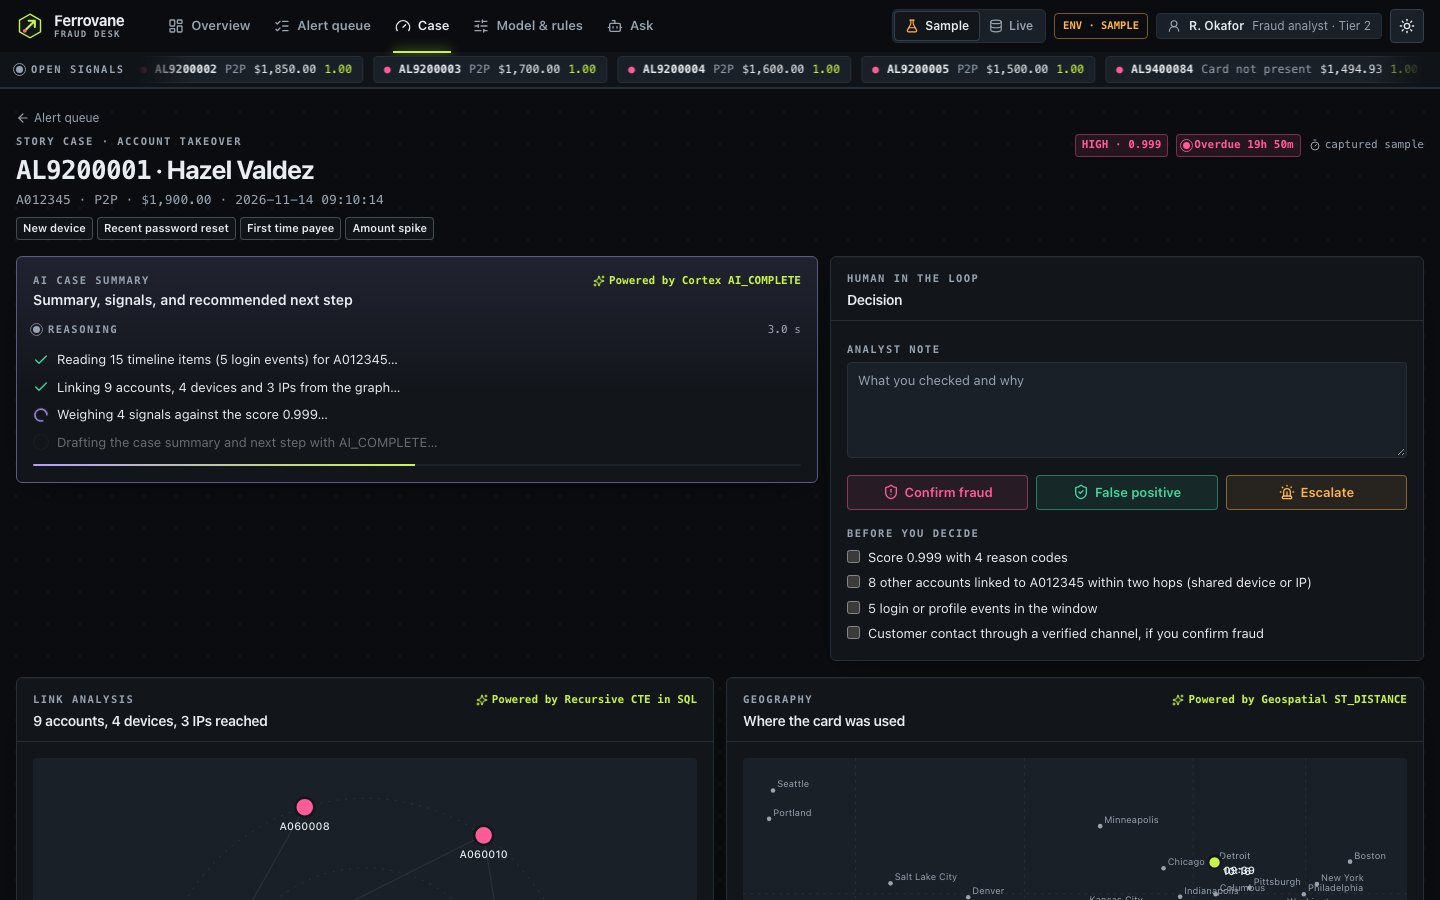 Ferrovane
FRAUD DESK
Overview
Alert queue
Case
Model & rules
Ask
Sample
Live
ENV · SAMPLE
R. Okafor Fraud analyst · Tier 2
OPEN SIGNALS
AL9200002 P2P $1,850.00 1.00
AL9200003 P2P $1,700.00 1.00
AL9200004 P2P $1,600.00 1.00
AL9200005 P2P $1,500.00 1.00
AL9400084 Card not present $1,494.93 1.00
Alert queue
STORY CASE · ACCOUNT TAKEOVER
AL9200001 · Hazel Valdez
A012345 · P2P · $1,900.00 · 2026-11-14 09:10:14
HIGH · 0.999
Overdue 19h 50m
captured sample
New device
Recent password reset
First time payee
Amount spike
AI CASE SUMMARY
Powered by Cortex AI_COMPLETE
Summary, signals, and recommended next step
REASONING
3.0 s
Reading 15 timeline items (5 login events) for A012345...
Linking 9 accounts, 4 devices and 3 IPs from the graph...
Weighing 4 signals against the score 0.999...
Drafting the case summary and next step with AI_COMPLETE...
HUMAN IN THE LOOP
Decision
ANALYST NOTE
What you checked and why
Confirm fraud
False positive
Escalate
BEFORE YOU DECIDE
Score 0.999 with 4 reason codes
8 other accounts linked to A012345 within two hops (shared device or IP)
5 login or profile events in the window
Customer contact through a verified channel, if you confirm fraud
LINK ANALYSIS
Powered by Recursive CTE in SQL
9 accounts, 4 devices, 3 IPs reached
A060008
A060010
GEOGRAPHY
Powered by Geospatial ST_DISTANCE
Where the card was used
Seattle
Portland
Minneapolis
Chicago
Detroit
Boston
Salt Lake City
Denver
Indianapolis
Columbus
Pittsburgh
New York
Philadelphia
Kansas City